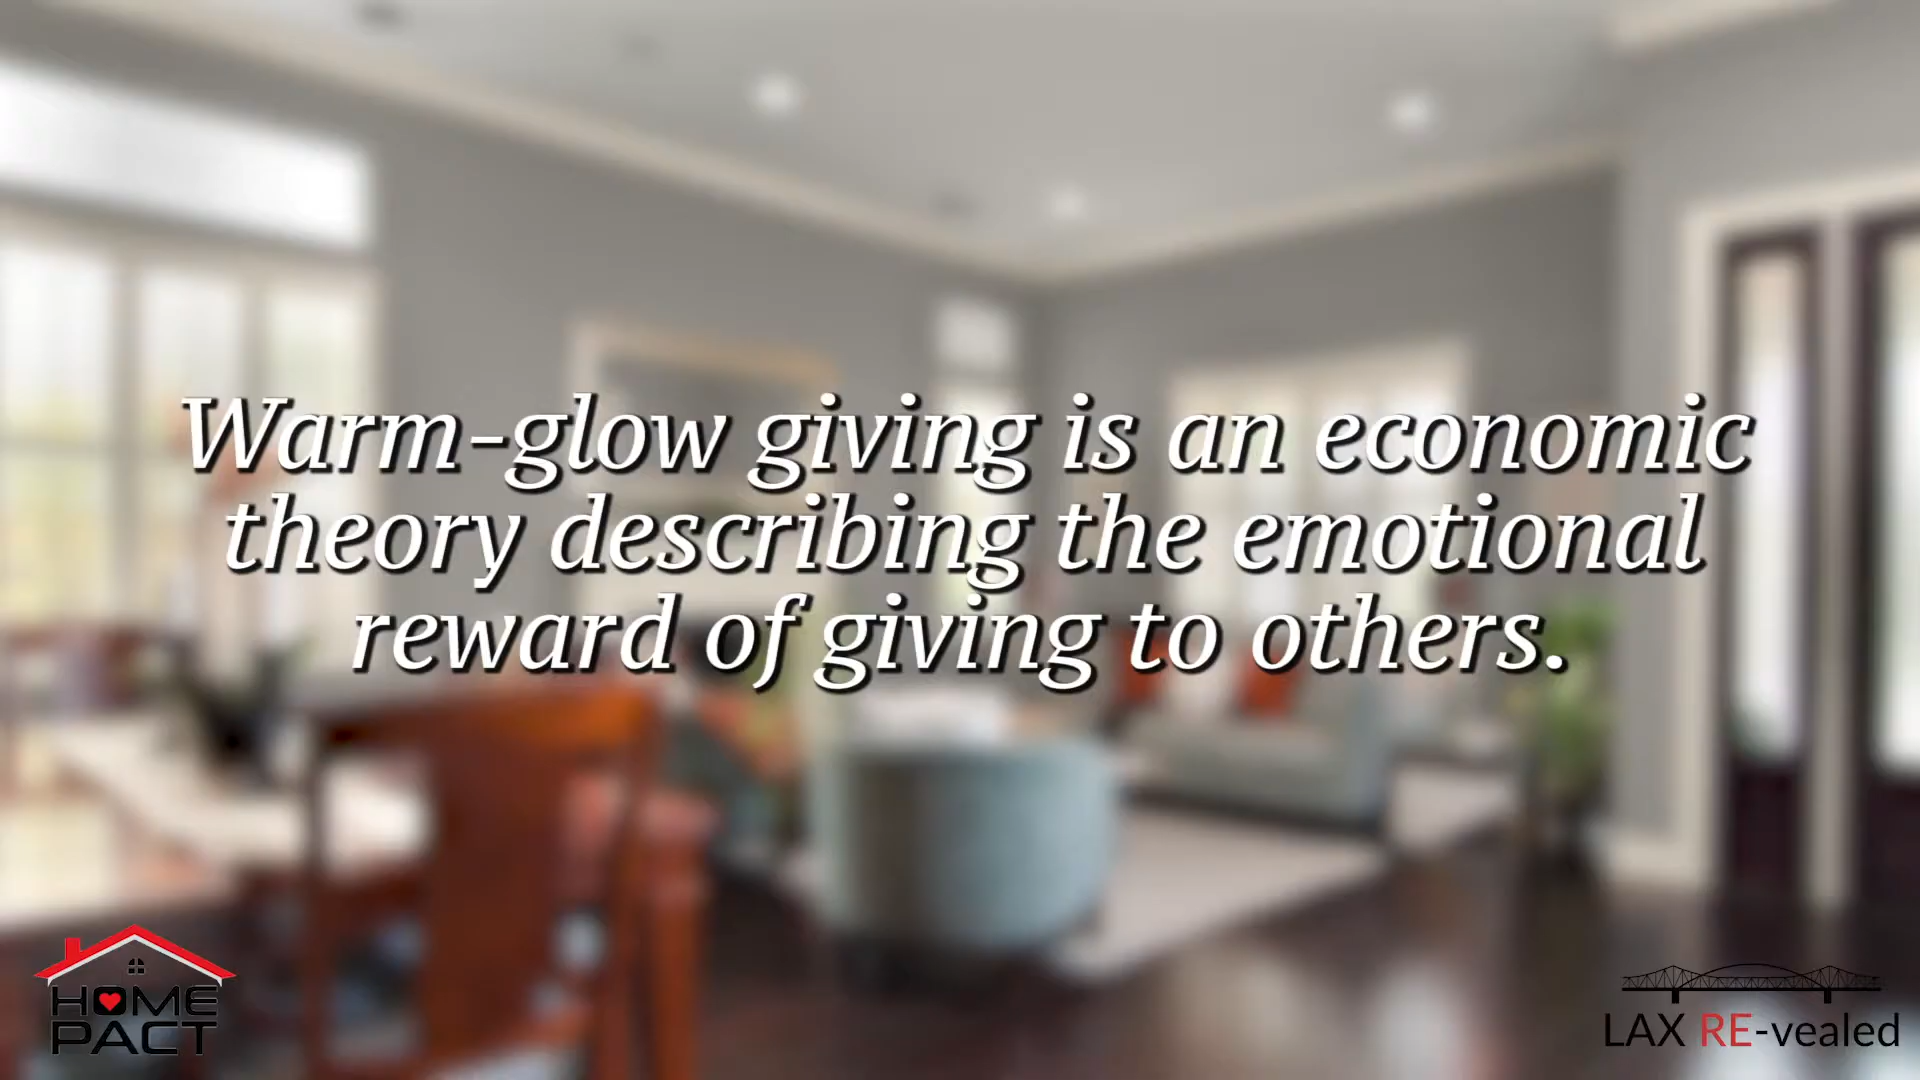 Warm-glow giving is an economic
theory describing the emotional
reward of giving to others.
HOME
PACT
LAX RE-vealed